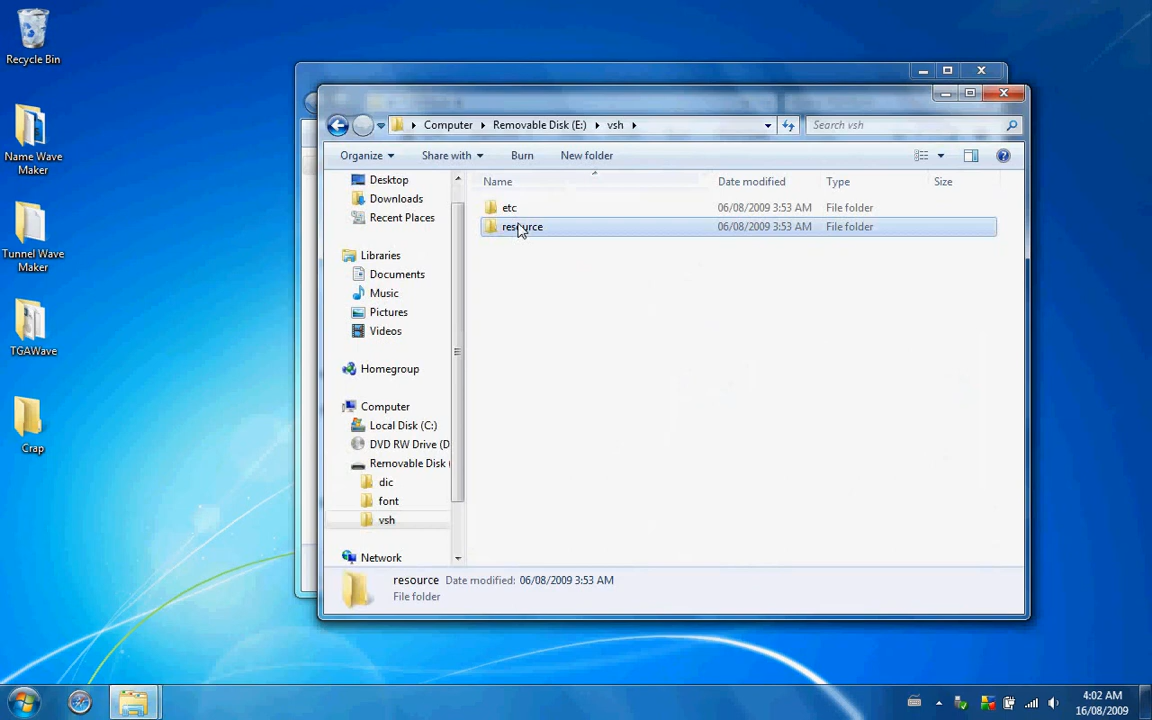 Recycle Bin
Name Wave
Maker
Tunnel Wave
Maker
TGAWave
Crap
Computer
Removable Disk (E:)
vsh
Search vsh
Organize
Share with
Burn
New folder
Name
Date modified
Type
Size
Desktop
Downloads
Recent Places
Libraries
Documents
Music
Pictures
Videos
Homegroup
Computer
Local Disk (C:)
DVD RW Drive (D
Removable Disk (
dic
font
vsh
Network
etc 06/08/2009 3:53 AM File folder
resource 06/08/2009 3:53 AM File folder
resource Date modified: 06/08/2009 3:53 AM
File folder
4:02 AM
16/08/2009